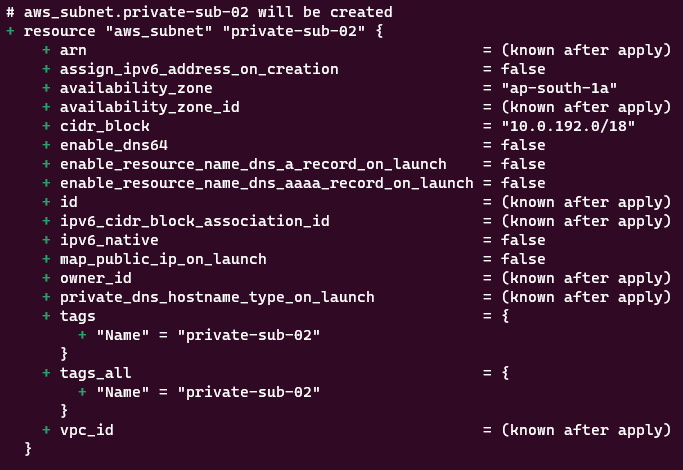 # aws_subnet.private-sub-02 will be created
+ resource "aws_subnet" "private-sub-02" {
+ arn = (known after apply)
+ assign_ipv6_address_on_creation = false
+ availability_zone = "ap-south-1a"
+ availability_zone_id = (known after apply)
+ cidr_block = "10.0.192.0/18"
+ enable_dns64 = false
+ enable_resource_name_dns_a_record_on_launch = false
+ enable_resource_name_dns_aaaa_record_on_launch = false
+ id = (known after apply)
+ ipv6_cidr_block_association_id = (known after apply)
+ ipv6_native = false
+ map_public_ip_on_launch = false
+ owner_id = (known after apply)
+ private_dns_hostname_type_on_launch = (known after apply)
+ tags = {
+ "Name" = "private-sub-02"
}
+ tags_all = {
+ "Name" = "private-sub-02"
}
+ vpc_id = (known after apply)
}